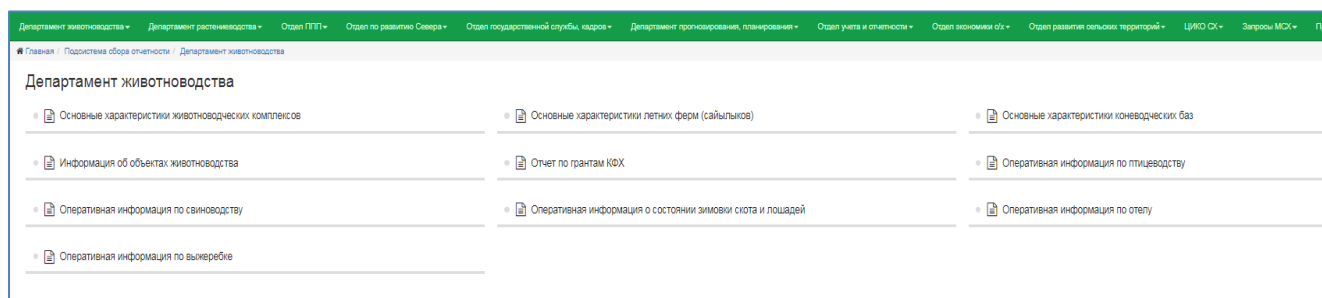 Департамент животноводства Департамент растениеводства Отдел ППП Отдел по развитию Севера Отдел государственной службы, кадров Департамент прогнозирования, планирования Отдел учета и отчетности Отдел экономики с/х Отдел развития сельских территорий ЦИКО СХ Запросы МСХ П
Главная / Подсистема сбора отчетности / Департамент животноводства
Департамент животноводства
Основные характеристики животноводческих комплексов Основные характеристики летних ферм (сайылыков) Основные характеристики коневодческих баз
Информация об объектах животноводства Отчет по грантам КФХ Оперативная информация по птицеводству
Оперативная информация по свиноводству Оперативная информация о состоянии зимовки скота и лошадей Оперативная информация по отелу
Оперативная информация по выжеребке